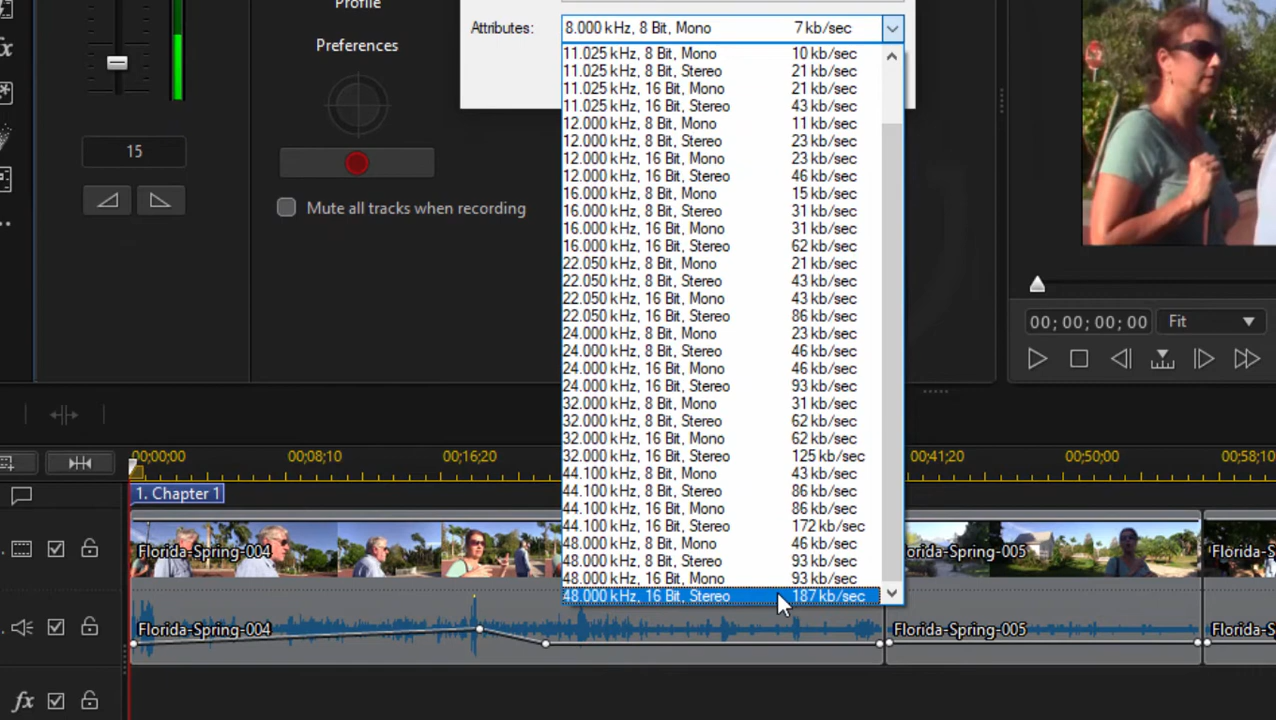 Profile
Preferences
15
Mute all tracks when recording
Attributes:
8.000 kHz, 8 Bit, Mono 7 kb/sec
11.025 kHz, 8 Bit, Mono 10 kb/sec
11.025 kHz, 8 Bit, Stereo 21 kb/sec
11.025 kHz, 16 Bit, Mono 21 kb/sec
11.025 kHz, 16 Bit, Stereo 43 kb/sec
12.000 kHz, 8 Bit, Mono 11 kb/sec
12.000 kHz, 8 Bit, Stereo 23 kb/sec
12.000 kHz, 16 Bit, Mono 23 kb/sec
12.000 kHz, 16 Bit, Stereo 46 kb/sec
16.000 kHz, 8 Bit, Mono 15 kb/sec
16.000 kHz, 8 Bit, Stereo 31 kb/sec
16.000 kHz, 16 Bit, Mono 31 kb/sec
16.000 kHz, 16 Bit, Stereo 62 kb/sec
22.050 kHz, 8 Bit, Mono 21 kb/sec
22.050 kHz, 8 Bit, Stereo 43 kb/sec
22.050 kHz, 16 Bit, Mono 43 kb/sec
22.050 kHz, 16 Bit, Stereo 86 kb/sec
24.000 kHz, 8 Bit, Mono 23 kb/sec
24.000 kHz, 8 Bit, Stereo 46 kb/sec
24.000 kHz, 16 Bit, Mono 46 kb/sec
24.000 kHz, 16 Bit, Stereo 93 kb/sec
32.000 kHz, 8 Bit, Mono 31 kb/sec
32.000 kHz, 8 Bit, Stereo 62 kb/sec
32.000 kHz, 16 Bit, Mono 62 kb/sec
32.000 kHz, 16 Bit, Stereo 125 kb/sec
44.100 kHz, 8 Bit, Mono 43 kb/sec
44.100 kHz, 8 Bit, Stereo 86 kb/sec
44.100 kHz, 16 Bit, Mono 86 kb/sec
44.100 kHz, 16 Bit, Stereo 172 kb/sec
48.000 kHz, 8 Bit, Mono 46 kb/sec
48.000 kHz, 8 Bit, Stereo 93 kb/sec
48.000 kHz, 16 Bit, Mono 93 kb/sec
48.000 kHz, 16 Bit, Stereo 187 kb/sec
00;00;00;00 Fit
00;00;00 00;08;10 00;16;20 00;41;20 00;50;00 00;58;10
1. Chapter 1
Florida-Spring-004 Florida-Spring-005 Florida-Spri
Florida-Spring-004 Florida-Spring-005 Florida-Spri
fx